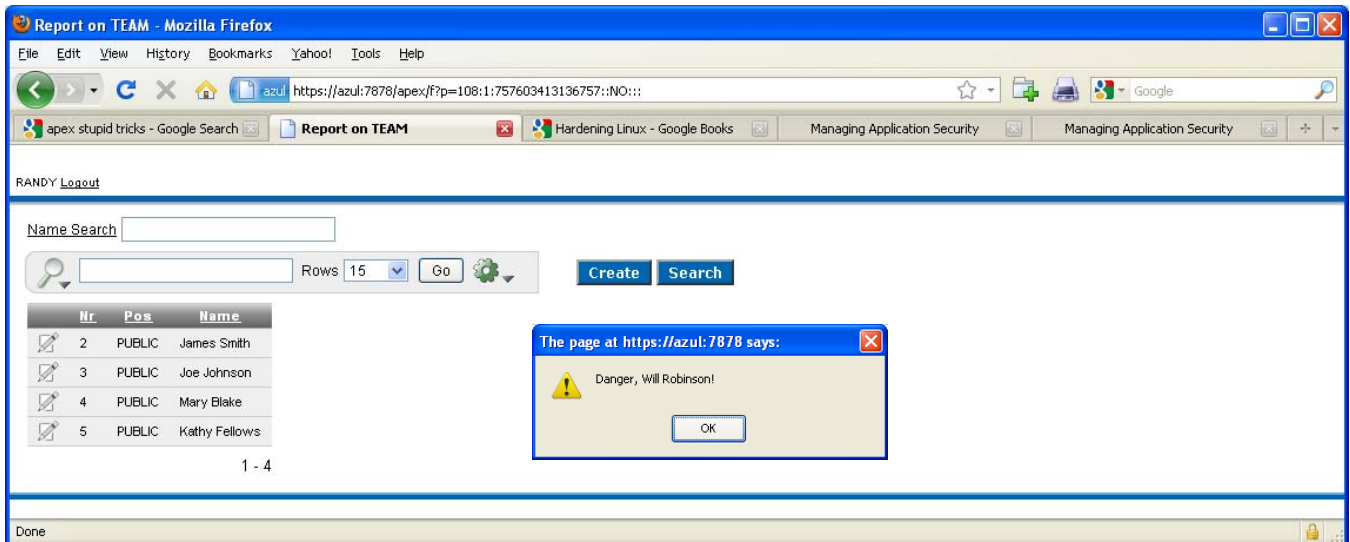 Report on TEAM - Mozilla Firefox
File Edit View History Bookmarks Yahoo! Tools Help
azul https://azul:7878/apex/f?p=108:1:757603413136757::NO::: Google
apex stupid tricks - Google Search Report on TEAM Hardening Linux - Google Books Managing Application Security Managing Application Security
RANDY Logout
Name Search
Rows 15 Go Create Search
Nr Pos Name
2 PUBLIC James Smith
3 PUBLIC Joe Johnson
4 PUBLIC Mary Blake
5 PUBLIC Kathy Fellows
1 - 4
The page at https://azul:7878 says:
Danger, Will Robinson!
OK
Done